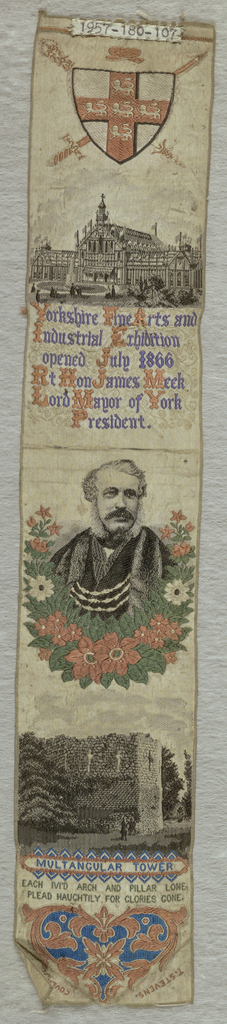 1957-180-107
Yorkshire Fine Arts and
Industrial Exhibition
opened July 1866
Rt Hon James Meek
Lord Mayor of York
President.
MULTANGULAR TOWER
EACH IVI'D ARCH AND PILLAR LONE,
PLEAD HAUGHTILY FOR GLORIES GONE.
T. STEVENS.